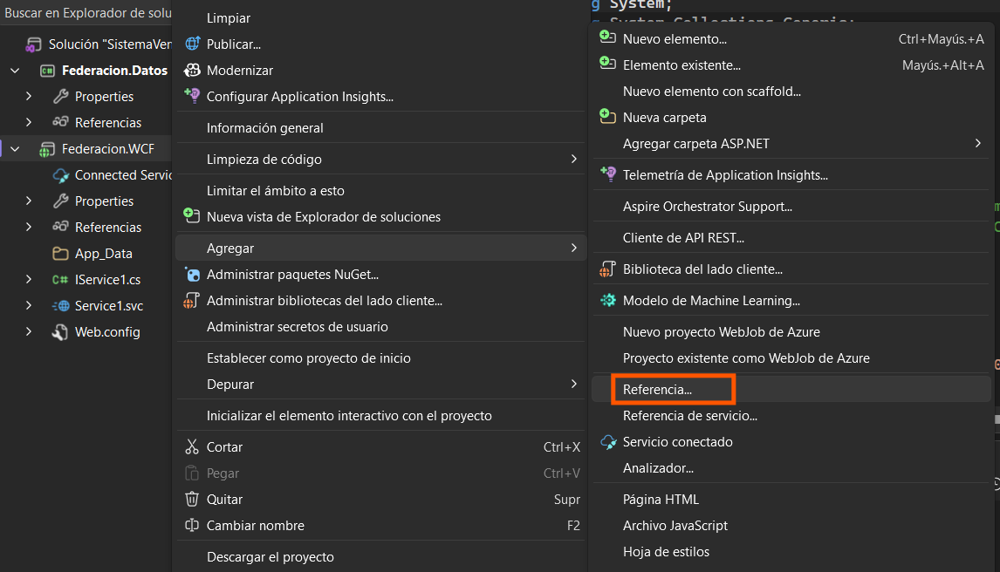 Buscar en Explorador de solu
Solución "SistemaVen
Federacion.Datos
Properties
Referencias
Federacion.WCF
Connected Servic
Properties
Referencias
App_Data
C# IService1.cs
Service1.svc
Web.config
Limpiar
Publicar...
Modernizar
Configurar Application Insights...
Información general
Limpieza de código
Limitar el ámbito a esto
Nueva vista de Explorador de soluciones
Agregar
Administrar paquetes NuGet...
Administrar bibliotecas del lado cliente...
Administrar secretos de usuario
Establecer como proyecto de inicio
Depurar
Inicializar el elemento interactivo con el proyecto
Cortar Ctrl+X
Pegar Ctrl+V
Quitar Supr
Cambiar nombre F2
Descargar el proyecto
g System;
g System.Collections.Generic;
Nuevo elemento... Ctrl+Mayús.+A
Elemento existente... Mayús.+Alt+A
Nuevo elemento con scaffold...
Nueva carpeta
Agregar carpeta ASP.NET
Telemetría de Application Insights...
Aspire Orchestrator Support...
Cliente de API REST...
Biblioteca del lado cliente...
Modelo de Machine Learning...
Nuevo proyecto WebJob de Azure
Proyecto existente como WebJob de Azure
Referencia...
Referencia de servicio...
Servicio conectado
Analizador...
Página HTML
Archivo JavaScript
Hoja de estilos